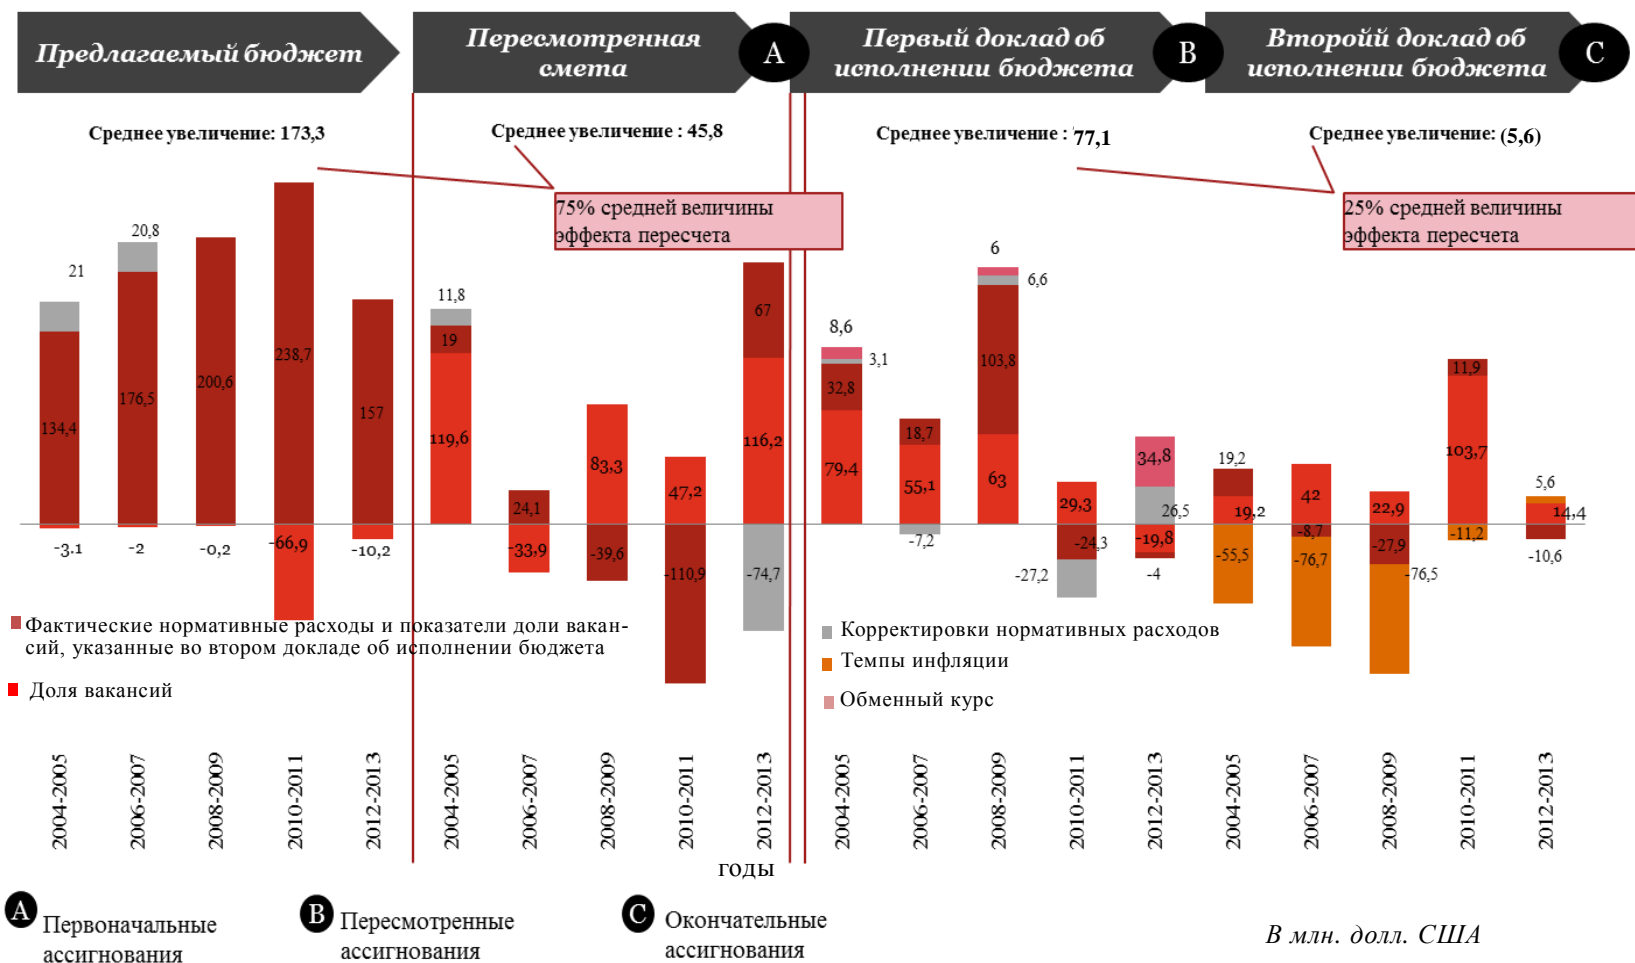 Предлагаемый бюджет
Пересмотренная
смета
A
Первый доклад об
исполнении бюджета
B
Второйй доклад об
исполнении бюджета
C
Среднее увеличение: 173,3
Среднее увеличение : 45,8
Среднее увеличение : 77,1
Среднее увеличение: (5,6)
75% средней величины
эффекта пересчета
25% средней величины
эффекта пересчета
21
134,4
-3.1
20,8
176,5
-2
200,6
-0,2
238,7
-66,9
157
-10,2
11,8
19
119,6
24,1
-33,9
83,3
-39,6
47,2
-110,9
67
116,2
-74,7
8,6
3,1
32,8
79,4
18,7
55,1
-7,2
6
6,6
103,8
63
29,3
-24,3
-27,2
34,8
26,5
-19,8
-4
19,2
19,2
-55,5
42
-8,7
-76,7
22,9
-27,9
-76,5
11,9
103,7
-11,2
5,6
14,4
-10,6
Фактические нормативные расходы и показатели доли вакан-
сий, указанные во втором докладе об исполнении бюджета
Доля вакансий
Корректировки нормативных расходов
Темпы инфляции
Обменный курс
2004-2005
2006-2007
2008-2009
2010-2011
2012-2013
2004-2005
2006-2007
2008-2009
2010-2011
2012-2013
2004-2005
2006-2007
2008-2009
2010-2011
2012-2013
2004-2005
2006-2007
2008-2009
2010-2011
2012-2013
годы
A
Первоначальные
ассигнования
B
Пересмотренные
ассигнования
C
Окончательные
ассигнования
В млн. долл. США